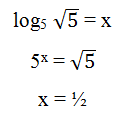 log₅ √5 = x
5ˣ = √5
x = ½